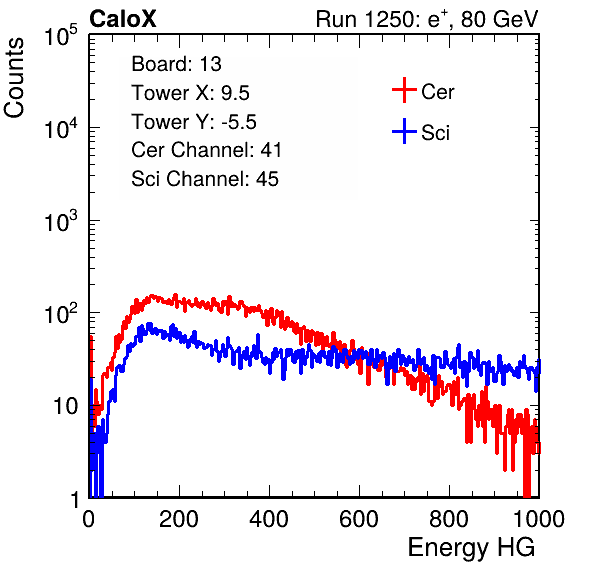 CaloX Run 1250: e⁺, 80 GeV
Counts
Board: 13
Tower X: 9.5
Tower Y: -5.5
Cer Channel: 41
Sci Channel: 45
Cer
Sci
10⁵
10⁴
10³
10²
10
1
0 200 400 600 800 1000
Energy HG